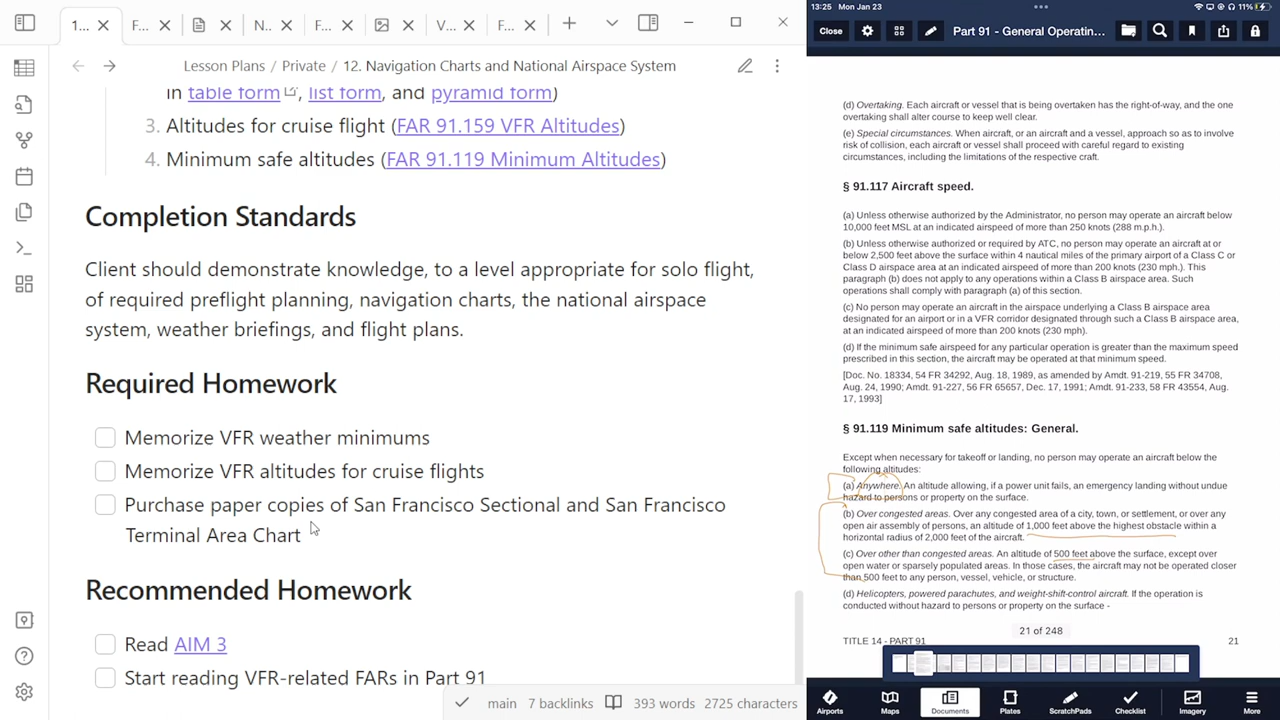 1...
F...
N...
F...
V...
F...
Lesson Plans / Private / 12. Navigation Charts and National Airspace System
in table form, list form, and pyramid form)
3. Altitudes for cruise flight (FAR 91.159 VFR Altitudes)
4. Minimum safe altitudes (FAR 91.119 Minimum Altitudes)
Completion Standards
Client should demonstrate knowledge, to a level appropriate for solo flight,
of required preflight planning, navigation charts, the national airspace
system, weather briefings, and flight plans.
Required Homework
Memorize VFR weather minimums
Memorize VFR altitudes for cruise flights
Purchase paper copies of San Francisco Sectional and San Francisco
Terminal Area Chart
Recommended Homework
Read AIM 3
Start reading VFR-related FARs in Part 91
main 7 backlinks 393 words 2725 characters
13:25 Mon Jan 23
11%
Close
Part 91 - General Operatin...
(d) Overtaking. Each aircraft or vessel that is being overtaken has the right-of-way, and the one
overtaking shall alter course to keep well clear.
(e) Special circumstances. When aircraft, or an aircraft and a vessel, approach so as to involve
risk of collision, each aircraft or vessel shall proceed with careful regard to existing
circumstances, including the limitations of the respective craft.
§ 91.117 Aircraft speed.
(a) Unless otherwise authorized by the Administrator, no person may operate an aircraft below
10,000 feet MSL at an indicated airspeed of more than 250 knots (288 m.p.h.).
(b) Unless otherwise authorized or required by ATC, no person may operate an aircraft at or
below 2,500 feet above the surface within 4 nautical miles of the primary airport of a Class C or
Class D airspace area at an indicated airspeed of more than 200 knots (230 mph.). This
paragraph (b) does not apply to any operations within a Class B airspace area. Such
operations shall comply with paragraph (a) of this section.
(c) No person may operate an aircraft in the airspace underlying a Class B airspace area
designated for an airport or in a VFR corridor designated through such a Class B airspace area,
at an indicated airspeed of more than 200 knots (230 mph).
(d) If the minimum safe airspeed for any particular operation is greater than the maximum speed
prescribed in this section, the aircraft may be operated at that minimum speed.
[Doc. No. 18334, 54 FR 34292, Aug. 18, 1989, as amended by Amdt. 91-219, 55 FR 34708,
Aug. 24, 1990; Amdt. 91-227, 56 FR 65657, Dec. 17, 1991; Amdt. 91-233, 58 FR 43554, Aug.
17, 1993]
§ 91.119 Minimum safe altitudes: General.
Except when necessary for takeoff or landing, no person may operate an aircraft below the
following altitudes:
(a) Anywhere. An altitude allowing, if a power unit fails, an emergency landing without undue
hazard to persons or property on the surface.
(b) Over congested areas. Over any congested area of a city, town, or settlement, or over any
open air assembly of persons, an altitude of 1,000 feet above the highest obstacle within a
horizontal radius of 2,000 feet of the aircraft.
(c) Over other than congested areas. An altitude of 500 feet above the surface, except over
open water or sparsely populated areas. In those cases, the aircraft may not be operated closer
than 500 feet to any person, vessel, vehicle, or structure.
(d) Helicopters, powered parachutes, and weight-shift-control aircraft. If the operation is
conducted without hazard to persons or property on the surface -
21 of 248
TITLE 14 - PART 91
21
Airports
Maps
Documents
Plates
ScratchPads
Checklist
Imagery
More